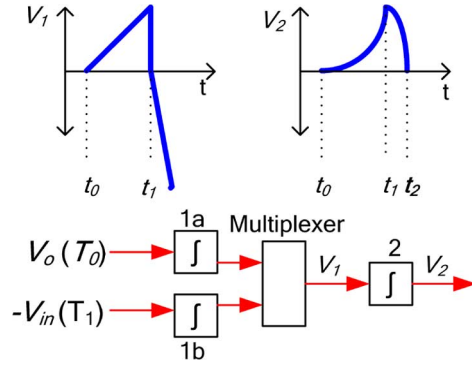 V1 V2
t t
t0 t1 t0 t1 t2
1a Multiplexer
Vo(T0) ∫ V1 2 V2
∫
-Vin(T1) ∫
1b